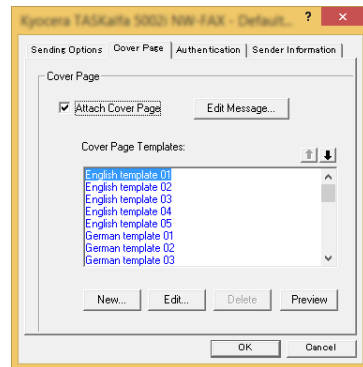 Kyocera TASKalfa 5002i NW-FAX - Default...
Sending Options Cover Page Authentication Sender Information
Cover Page
Attach Cover Page Edit Message...
Cover Page Templates:
English template 01
English template 02
English template 03
English template 04
English template 05
German template 01
German template 02
German template 03
New... Edit... Delete Preview
OK Cancel